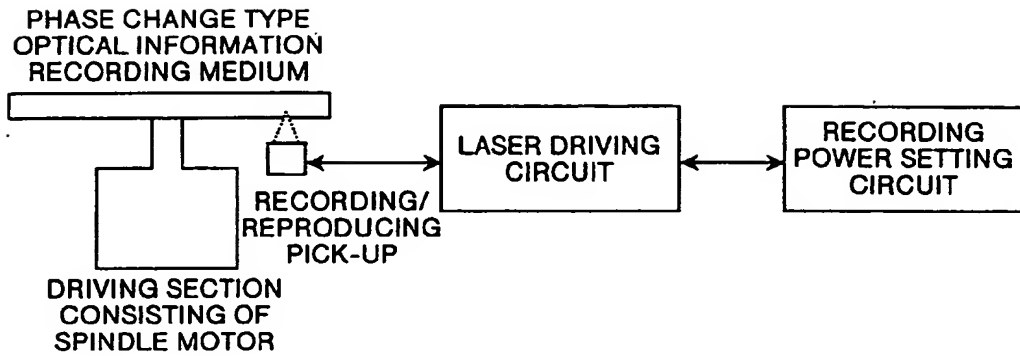 PHASE CHANGE TYPE
OPTICAL INFORMATION
RECORDING MEDIUM
LASER DRIVING
CIRCUIT
RECORDING
POWER SETTING
CIRCUIT
RECORDING/
REPRODUCING
PICK-UP
DRIVING SECTION
CONSISTING OF
SPINDLE MOTOR